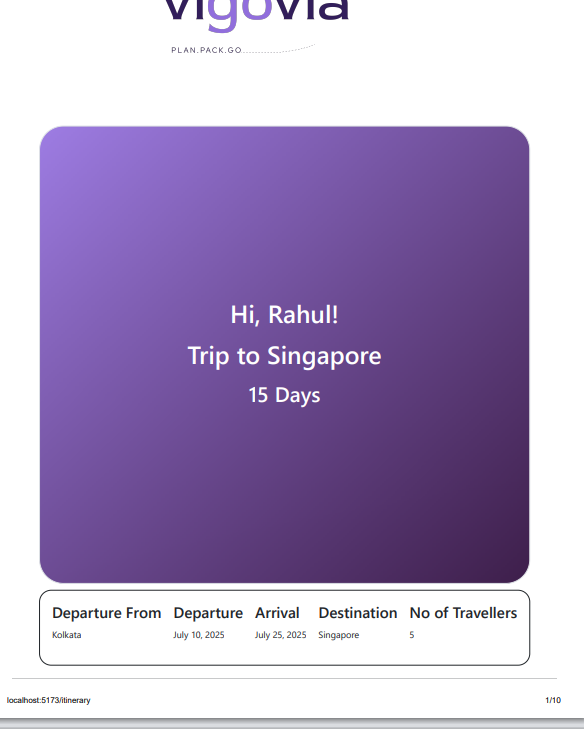 vigovia
PLAN.PACK.GO
Hi, Rahul!
Trip to Singapore
15 Days
Departure From Departure Arrival Destination No of Travellers
Kolkata July 10, 2025 July 25, 2025 Singapore 5
localhost:5173/itinerary 1/10